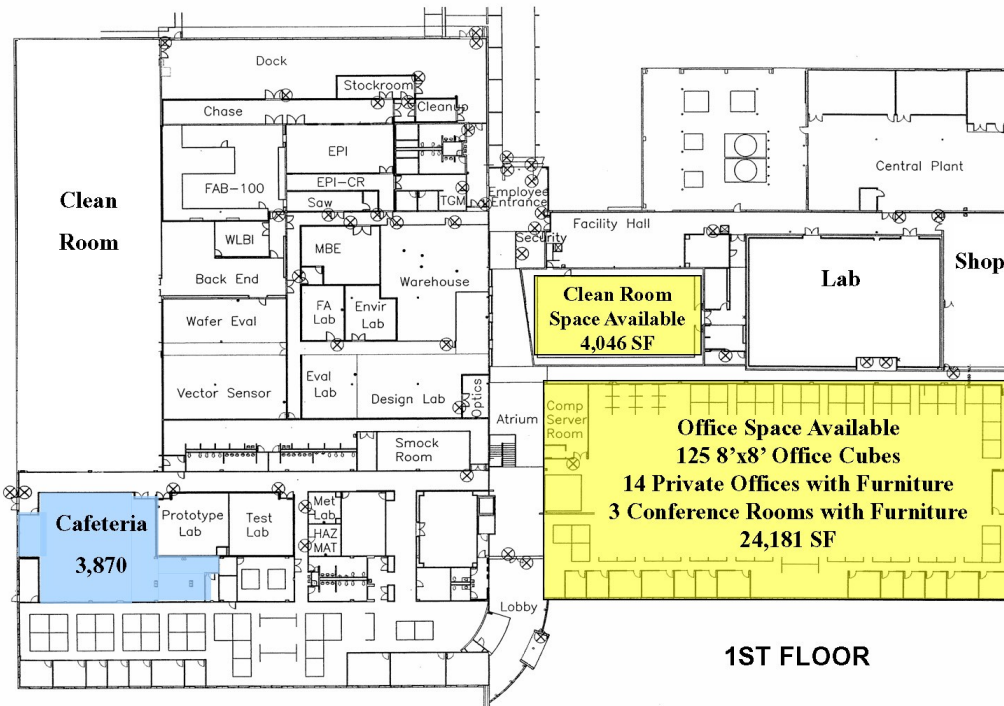 Dock
Stockroom
Chase
Cleanup
EPI
Central Plant
FAB-100
EPI-CR
Clean
Room
Saw
TGM
Employee
Entrance
WLBI
MBE
Security
Facility Hall
Back End
Warehouse
Lab
Shop
FA
Lab
Envir
Lab
Clean Room
Space Available
4,046 SF
Wafer Eval
Vector Sensor
Eval
Lab
Design Lab
Optics
Atrium
Comp
Server
Room
Smock
Room
Office Space Available
125 8’x8’ Office Cubes
14 Private Offices with Furniture
3 Conference Rooms with Furniture
24,181 SF
Cafeteria
3,870
Prototype
Lab
Test
Lab
Met
Lab
HAZ
MAT
Lobby
1ST FLOOR